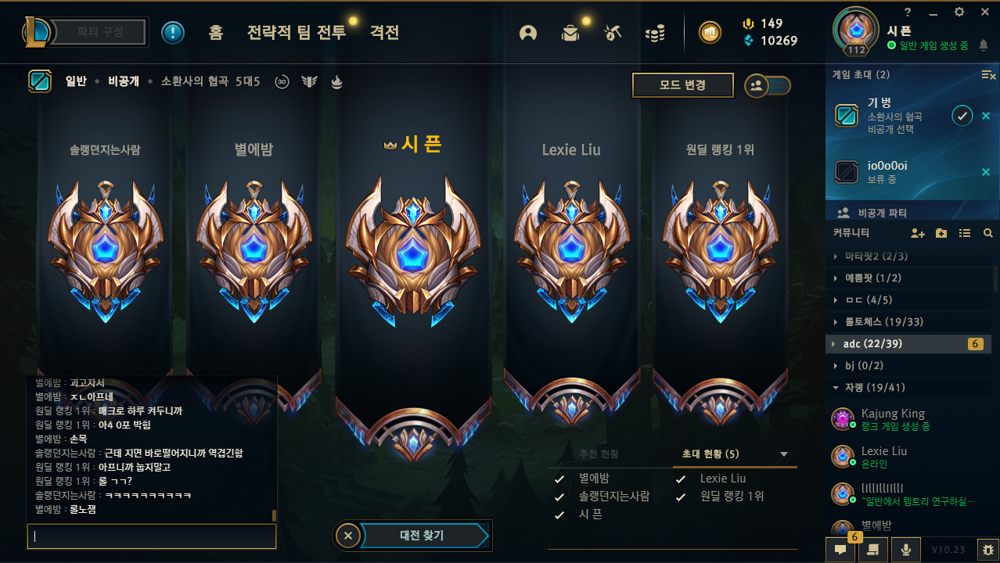 파티 구성
홈
전략적 팀 전투
격전
149
10269
112
시 픈
일반 게임 생성 중
일반 • 비공개 • 소환사의 협곡 5대5
30
모드 변경
솔랭던지는사람
별에밤
시 픈
Lexie Liu
원딜 랭킹 1위
별에밤 : 괴고자서
별에밤 : ㅈㄴ아프네
원딜 랭킹 1위 : 매크로 하루 켜두니까
원딜 랭킹 1위 : 아4 0포 박힘
별에밤 : 손목
솔랭던지는사람 : 근데 지면 바로떨어지니까 역겹긴함
원딜 랭킹 1위 : 아프니까 눕지말고
원딜 랭킹 1위 : 롤 ㄱㄱ?
솔랭던지는사람 : ㅋㅋㅋㅋㅋㅋㅋㅋㅋㅋ
별에밤 : 롤노잼
대전 찾기
추천 현황
초대 현황 (5)
별에밤
Lexie Liu
솔랭던지는사람
원딜 랭킹 1위
시 픈
게임 초대 (2)
기 벙
소환사의 협곡
비공개 선택
io0o0oi
보류 중
비공개 파티
커뮤니티
마타팟2 (2/3)
예쁨팟 (1/2)
ㅁㄷ (4/5)
롤토체스 (19/33)
adc (22/39)
6
bj (0/2)
자랭 (19/41)
Kajung King
랭크 게임 생성 중
Lexie Liu
온라인
"일반에서 템트리 연구하실…
별에밤
6
V10.23